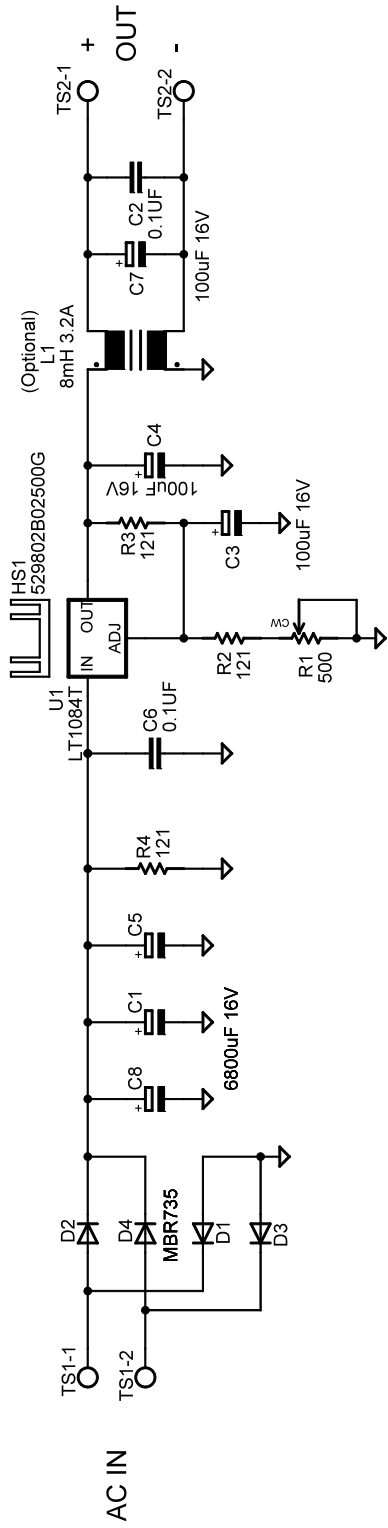 AC IN
TS1-1
TS1-2
D2
D4
MBR735
D1
D3
C8
C1
C5
6800uF 16V
R4
121
C6
0.1UF
HS1
529802B02500G
U1
LT1084T
IN
OUT
ADJ
R2
121
CW
R1
500
R3
121
C3
100uF 16V
C4
100uF 16V
(Optional)
L1
8mH 3.2A
C7
100uF 16V
C2
0.1UF
TS2-1
TS2-2
+
OUT
-